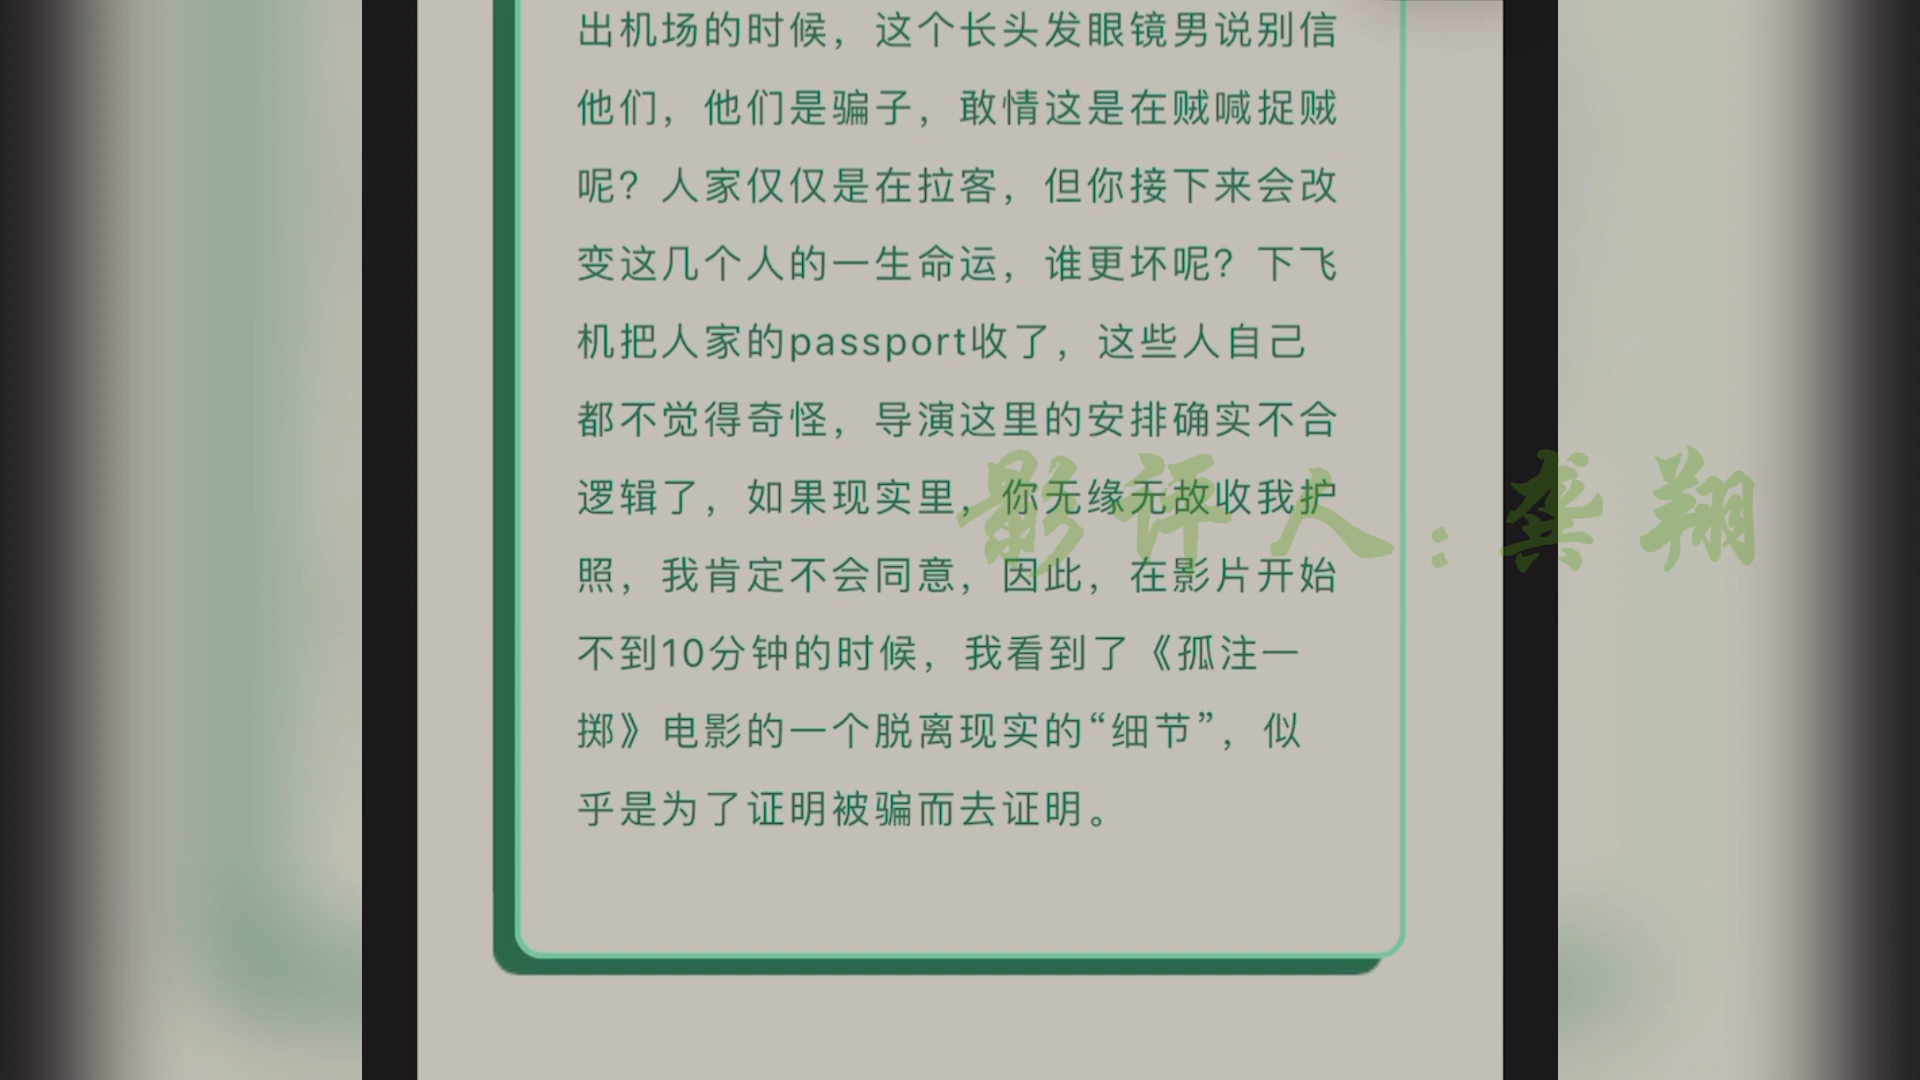 出机场的时候，这个长头发眼镜男说别信
他们，他们是骗子，敢情这是在贼喊捉贼
呢？人家仅仅是在拉客，但你接下来会改
变这几个人的一生命运，谁更坏呢？下飞
机把人家的passport收了，这些人自己
都不觉得奇怪，导演这里的安排确实不合
逻辑了，如果现实里，你无缘无故收我护
照，我肯定不会同意，因此，在影片开始
不到10分钟的时候，我看到了《孤注一
掷》电影的一个脱离现实的“细节”，似
乎是为了证明被骗而去证明。
影评人：龚翔